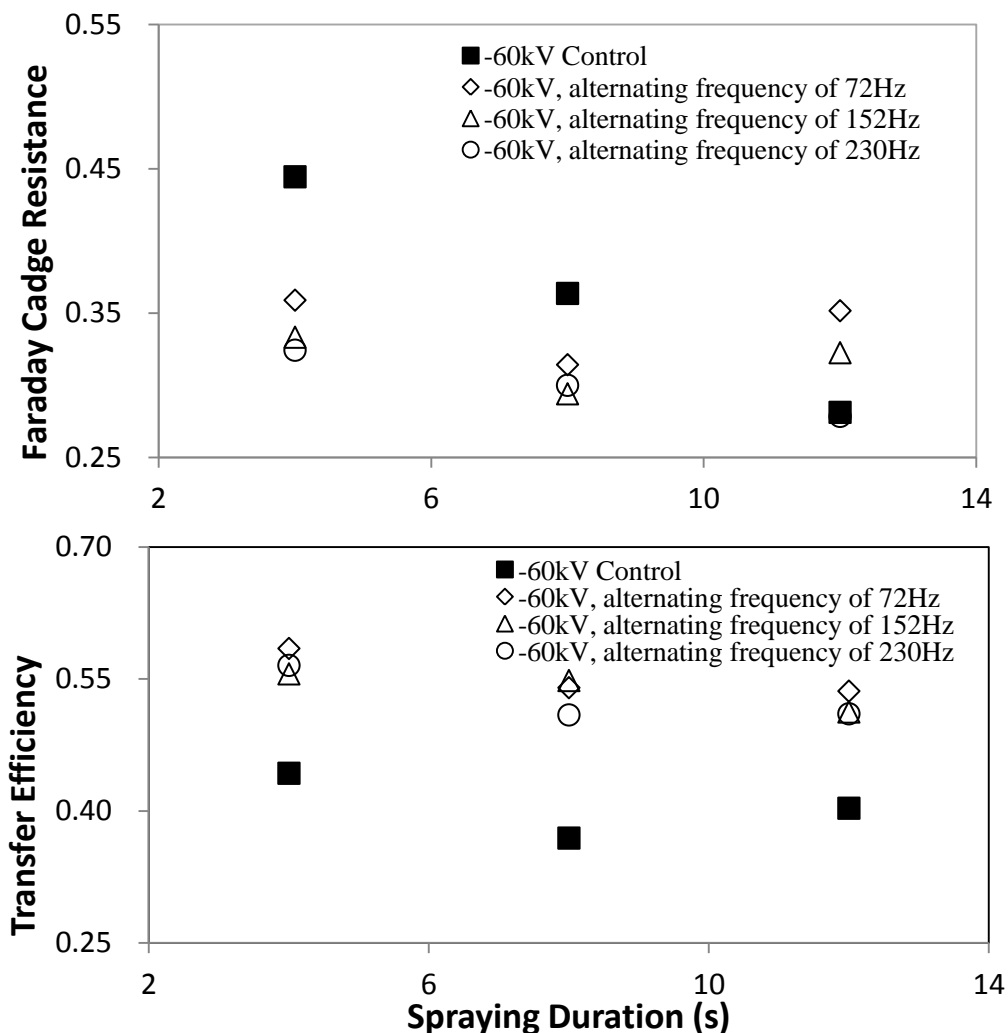 0.55
-60kV Control
-60kV, alternating frequency of 72Hz
-60kV, alternating frequency of 152Hz
-60kV, alternating frequency of 230Hz
0.45
0.35
0.25
Faraday Cadge Resistance
2 6 10 14
0.70
-60kV Control
-60kV, alternating frequency of 72Hz
-60kV, alternating frequency of 152Hz
-60kV, alternating frequency of 230Hz
0.55
0.40
0.25
Transfer Efficiency
2 6 10 14
Spraying Duration (s)